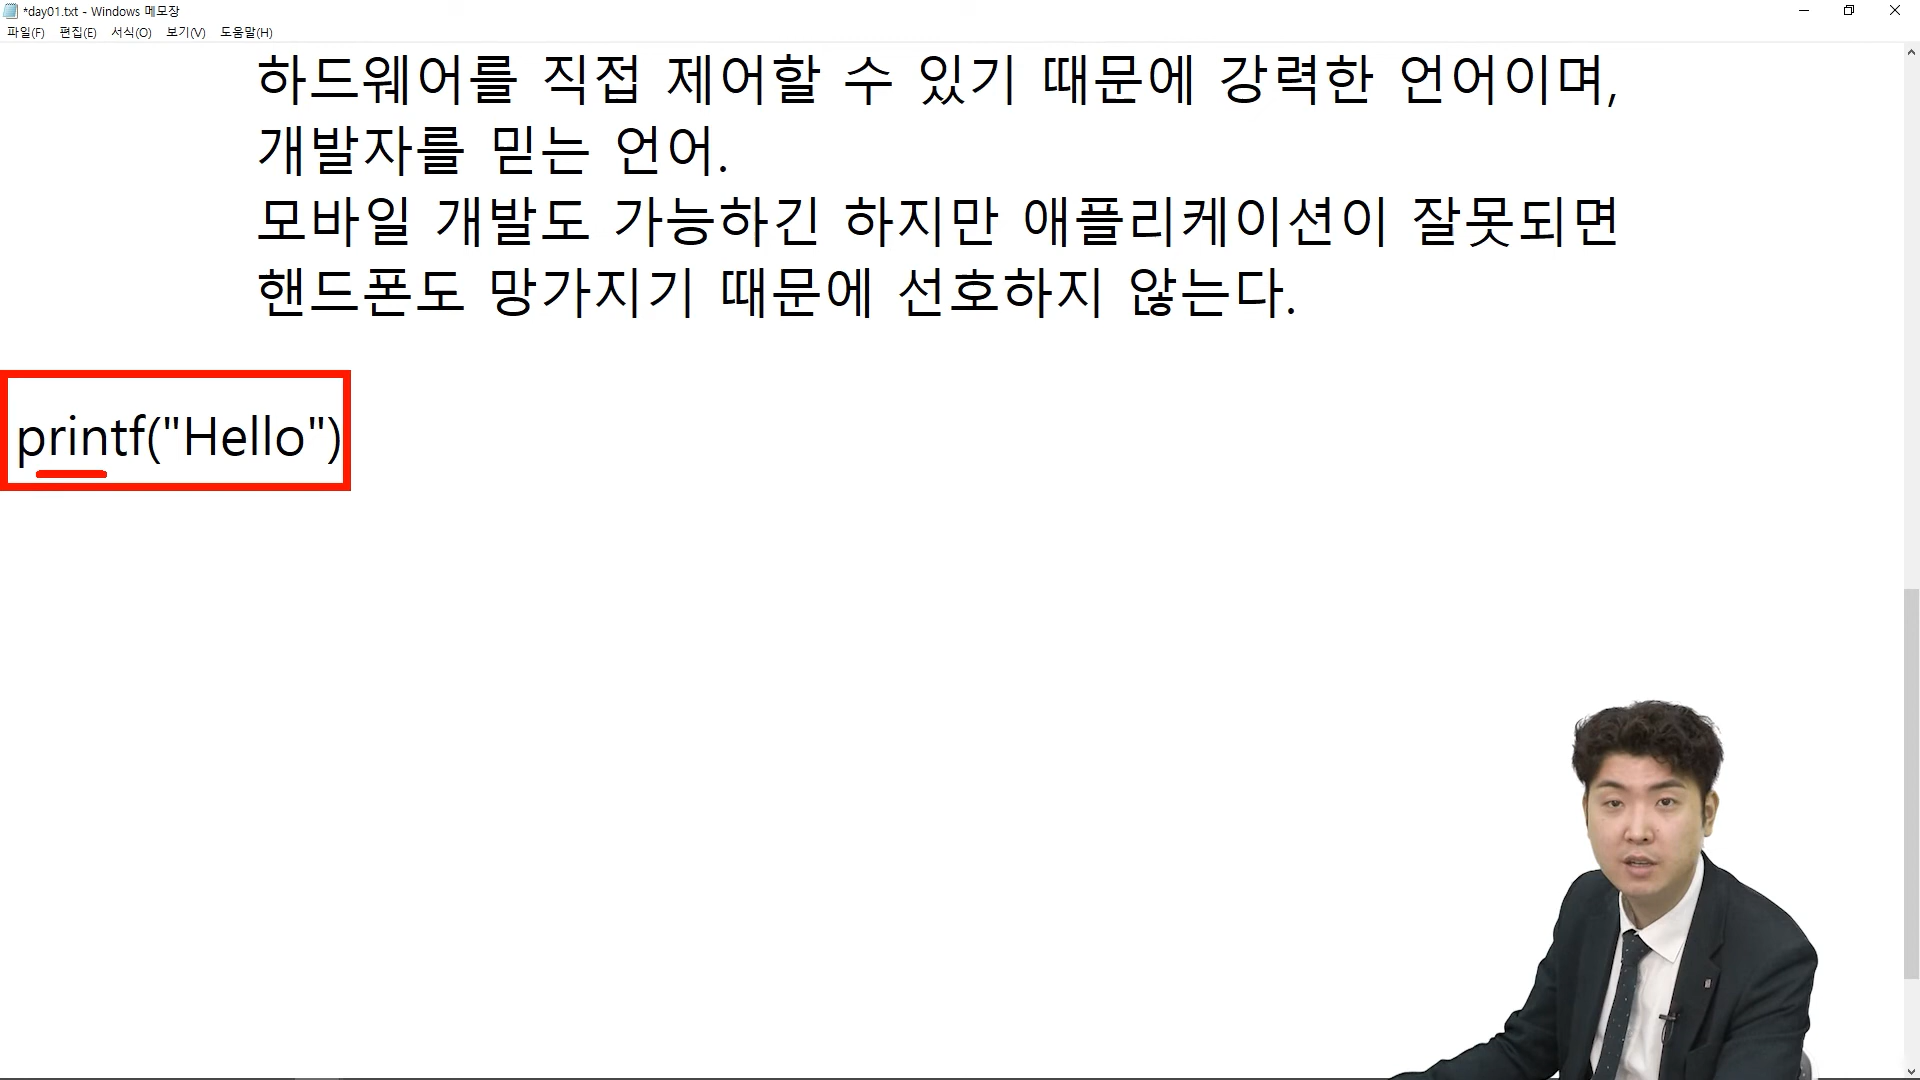 *day01.txt - Windows 메모장
파일(F) 편집(E) 서식(O) 보기(V) 도움말(H)
하드웨어를 직접 제어할 수 있기 때문에 강력한 언어이며,
개발자를 믿는 언어.
모바일 개발도 가능하긴 하지만 애플리케이션이 잘못되면
핸드폰도 망가지기 때문에 선호하지 않는다.
printf("Hello")